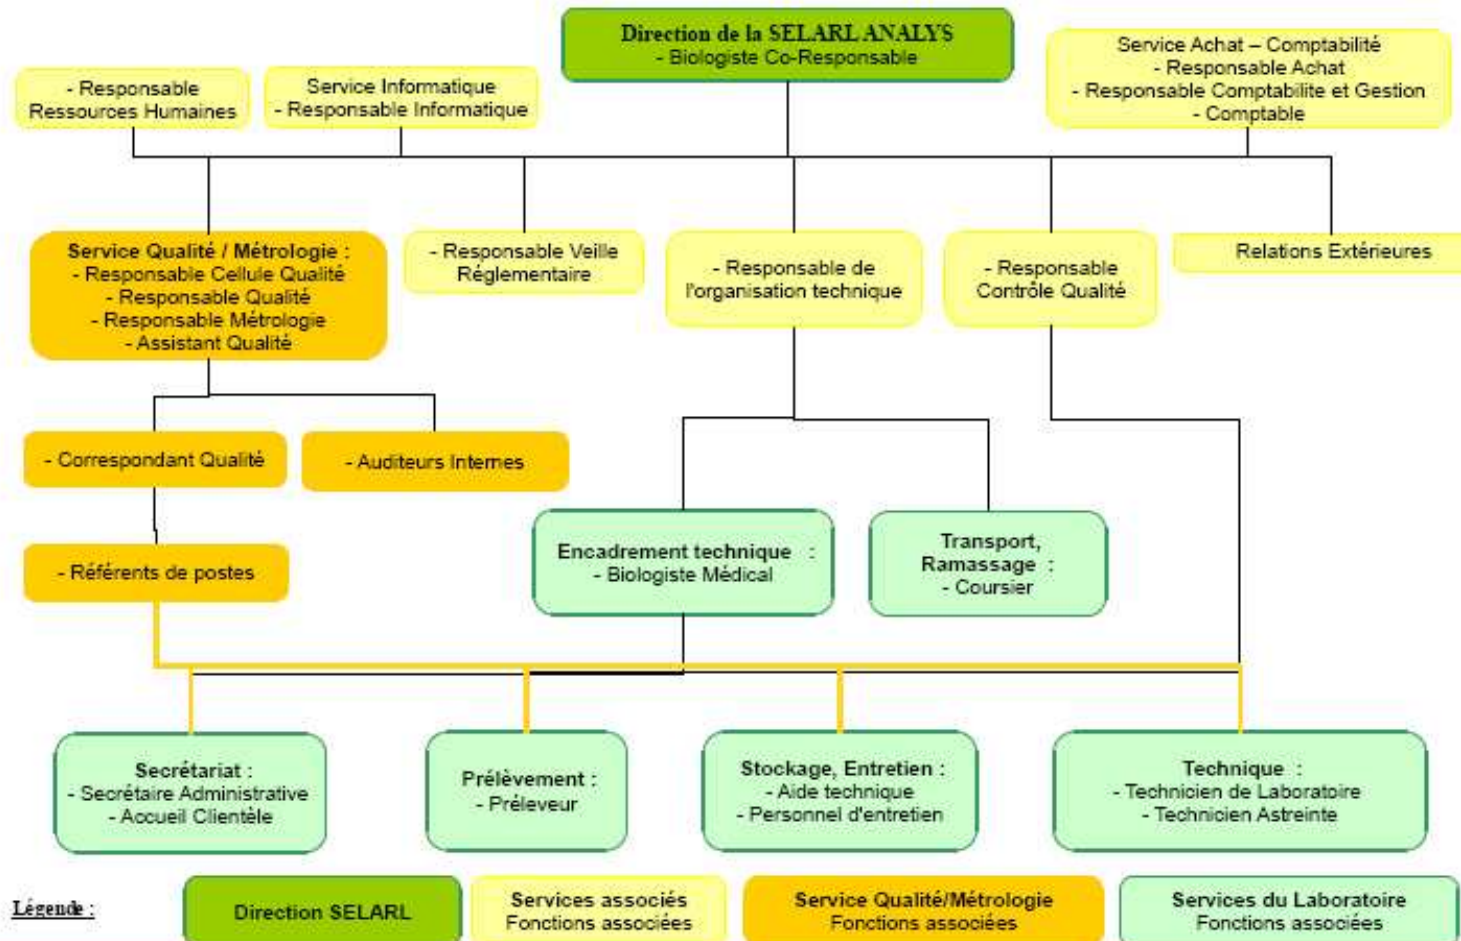 Direction de la SELARL ANALYS
- Biologiste Co-Responsable
- Responsable
Ressources Humaines
Service Informatique
- Responsable Informatique
Service Achat – Comptabilité
- Responsable Achat
- Responsable Comptabilite et Gestion
- Comptable
Service Qualité / Métrologie :
- Responsable Cellule Qualité
- Responsable Qualité
- Responsable Métrologie
- Assistant Qualité
- Responsable Veille
Réglementaire
- Responsable de
l'organisation technique
- Responsable
Contrôle Qualité
Relations Extérieures
- Correspondant Qualité
- Auditeurs Internes
- Référents de postes
Encadrement technique :
- Biologiste Médical
Transport,
Ramassage :
- Coursier
Secrétariat :
- Secrétaire Administrative
- Accueil Clientèle
Prélèvement :
- Préleveur
Stockage, Entretien :
- Aide technique
- Personnel d'entretien
Technique :
- Technicien de Laboratoire
- Technicien Astreinte
Légende :
Direction SELARL
Services associés
Fonctions associées
Service Qualité/Métrologie
Fonctions associées
Services du Laboratoire
Fonctions associées